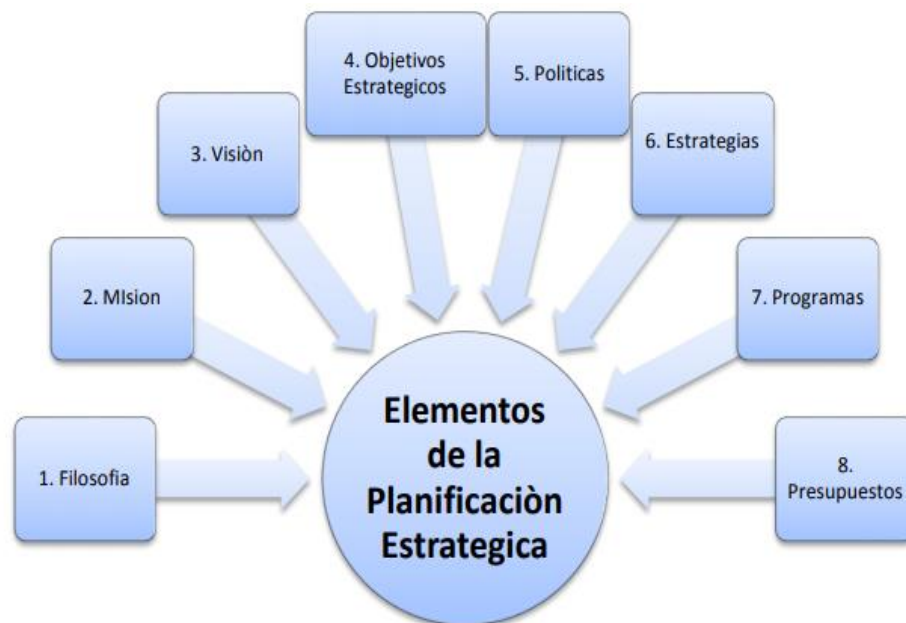 1. Filosofia
2. MIsion
3. Visiòn
4. Objetivos
Estrategicos
5. Politicas
6. Estrategias
7. Programas
8.
Presupuestos
Elementos
de la
Planificaciòn
Estrategica